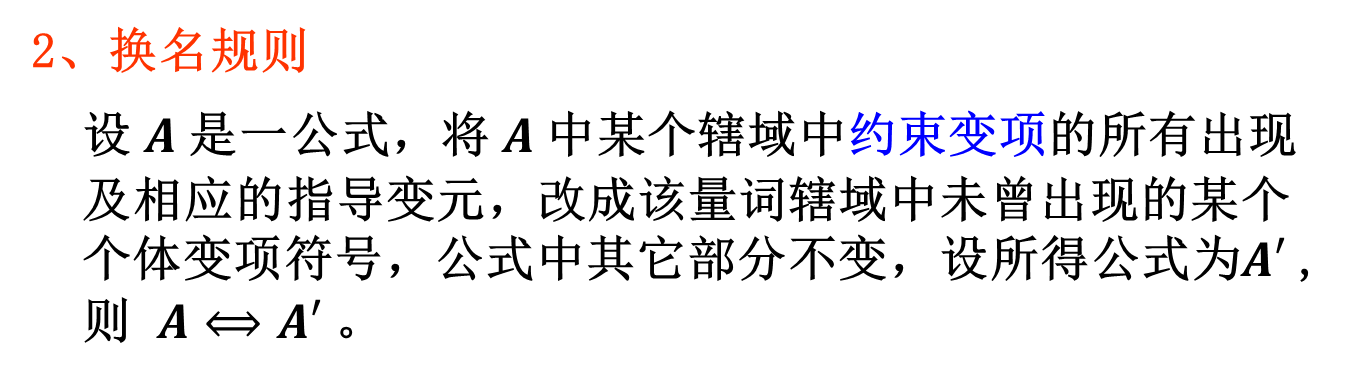 2、换名规则
设 A 是一公式，将 A 中某个辖域中约束变项的所有出现
及相应的指导变元，改成该量词辖域中未曾出现的某个
个体变项符号，公式中其它部分不变，设所得公式为A′,
则 A ⇔ A′ 。